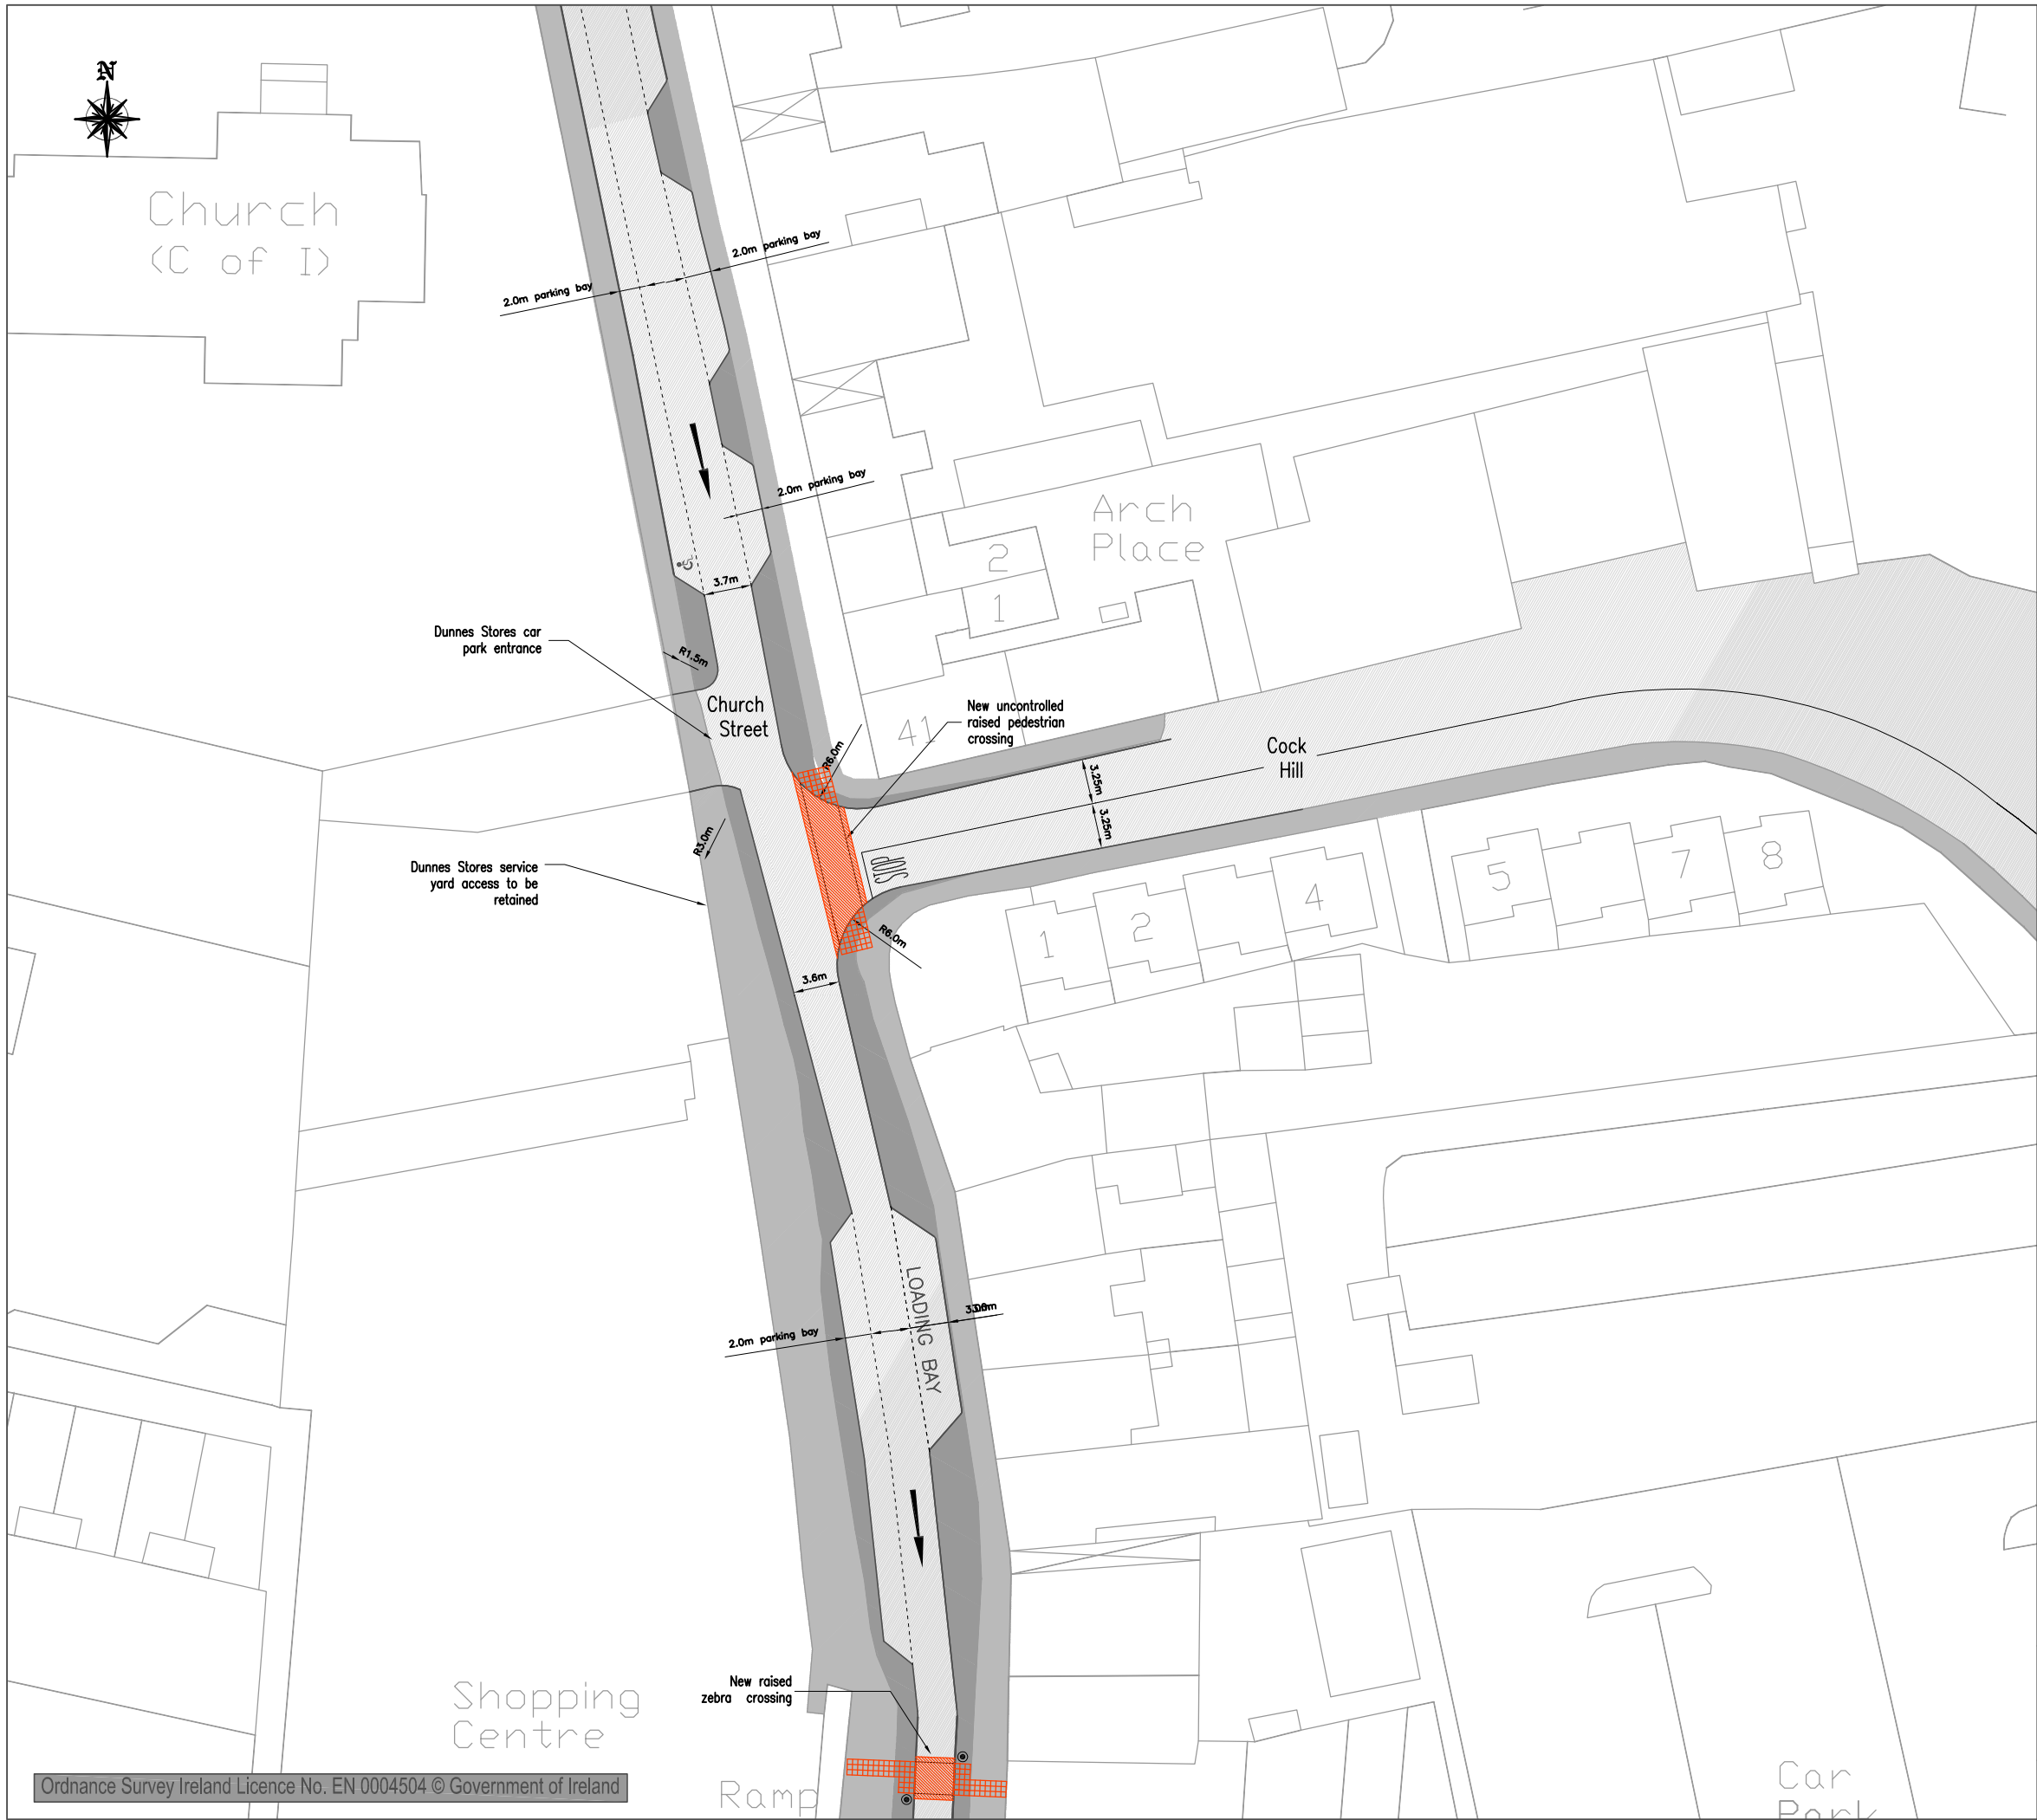 N
Church
(C of I)
2.0m parking bay
2.0m parking bay
2.0m parking bay
Arch
Place
2
1
3.7m
Dunnes Stores car
park entrance
R1.5m
Church
Street
41
New uncontrolled
raised pedestrian
crossing
R6.0m
Cock
Hill
3.25m
3.25m
R3.0m
STOP
Dunnes Stores service
yard access to be
retained
R6.0m
1
2
4
5
7
8
3.6m
LOADING BAY
2.0m parking bay
New raised
zebra crossing
Shopping
Centre
Ramp
Car
Park
Ordnance Survey Ireland Licence No. EN 0004504 © Government of Ireland